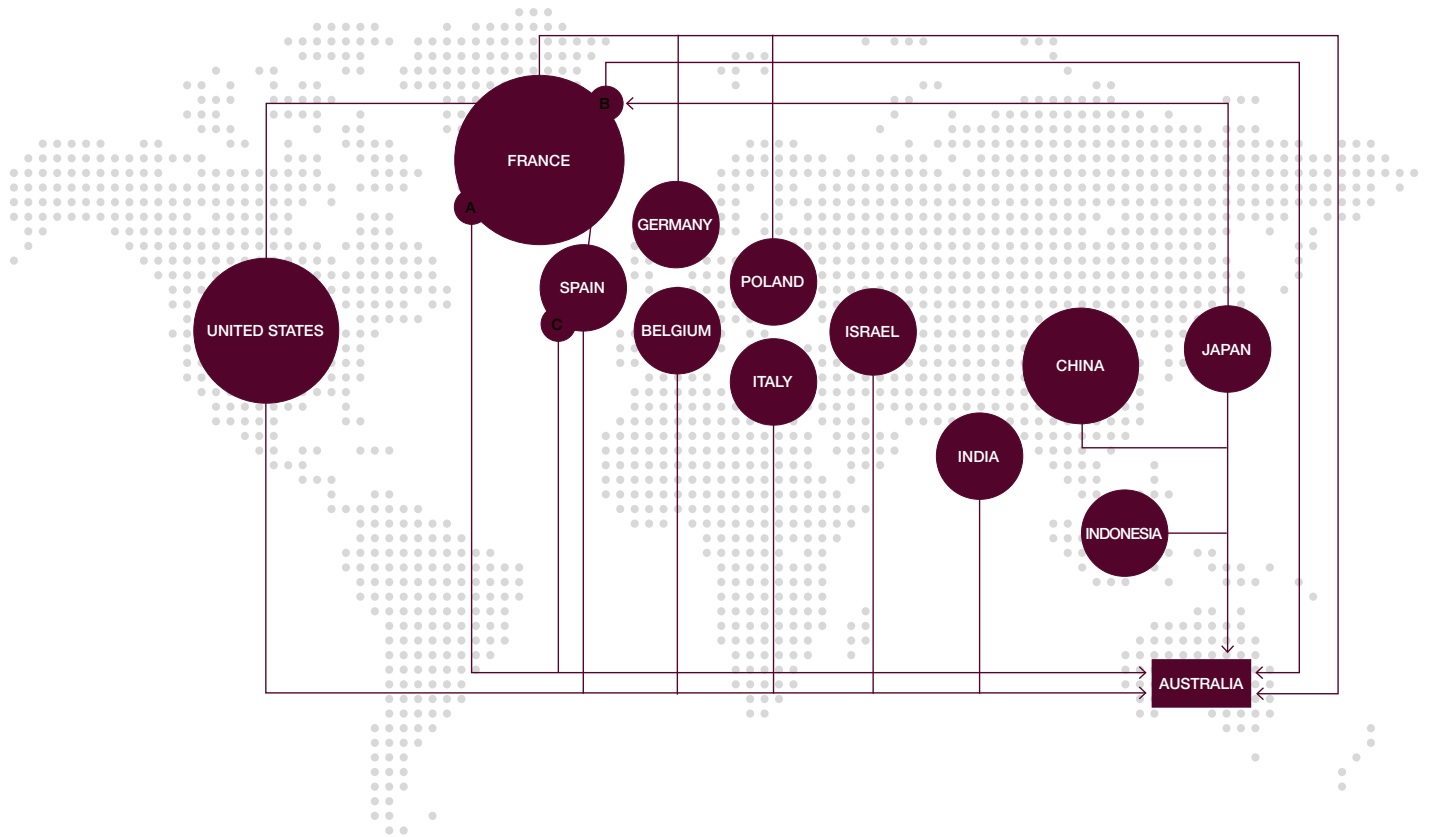 B
FRANCE
A
GERMANY
SPAIN
POLAND
C
BELGIUM
ISRAEL
UNITED STATES
ITALY
CHINA
JAPAN
INDIA
INDONESIA
AUSTRALIA